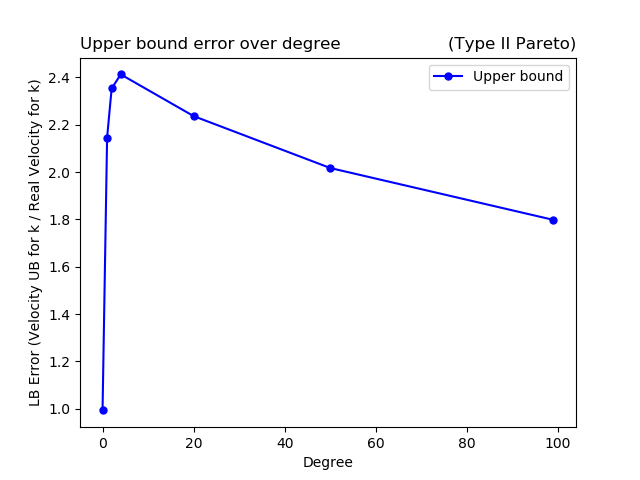 Upper bound error over degree (Type II Pareto)
Upper bound
LB Error (Velocity UB for k / Real Velocity for k)
2.4
2.2
2.0
1.8
1.6
1.4
1.2
1.0
0 20 40 60 80 100
Degree